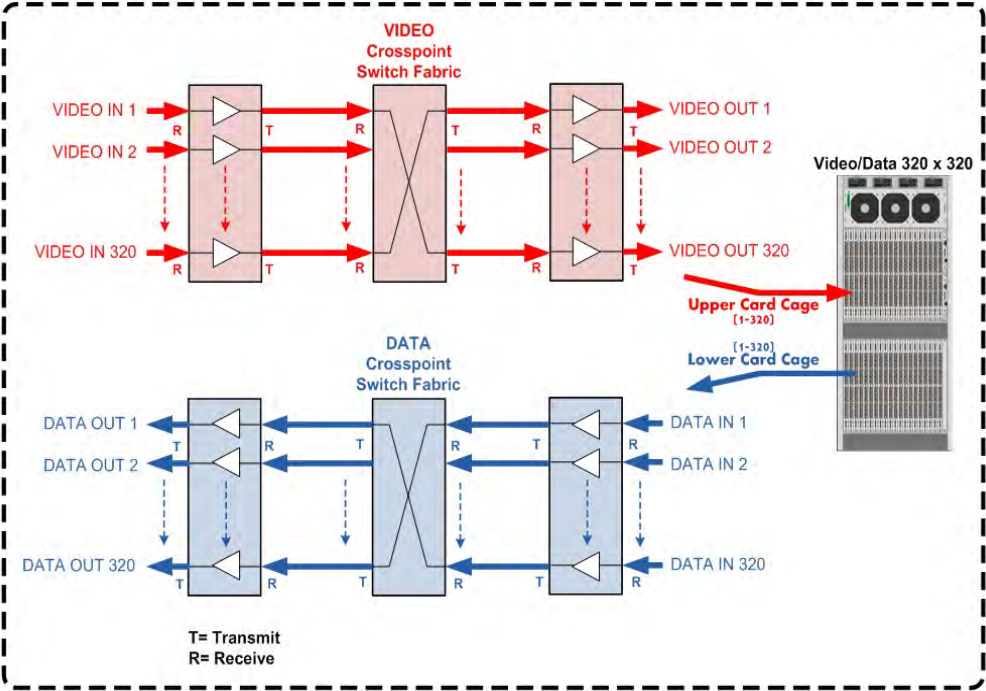 VIDEO
Crosspoint
Switch Fabric
VIDEO IN 1
R
T
R
T
R
T
VIDEO OUT 1
VIDEO IN 2
VIDEO OUT 2
VIDEO IN 320
R
T
R
T
R
T
VIDEO OUT 320
Video/Data 320 x 320
Upper Card Cage
[1-320]
[1-320]
Lower Card Cage
DATA
Crosspoint
Switch Fabric
DATA OUT 1
T
R
T
R
T
R
DATA IN 1
DATA OUT 2
DATA IN 2
DATA OUT 320
T
R
T
R
T
R
DATA IN 320
T= Transmit
R= Receive